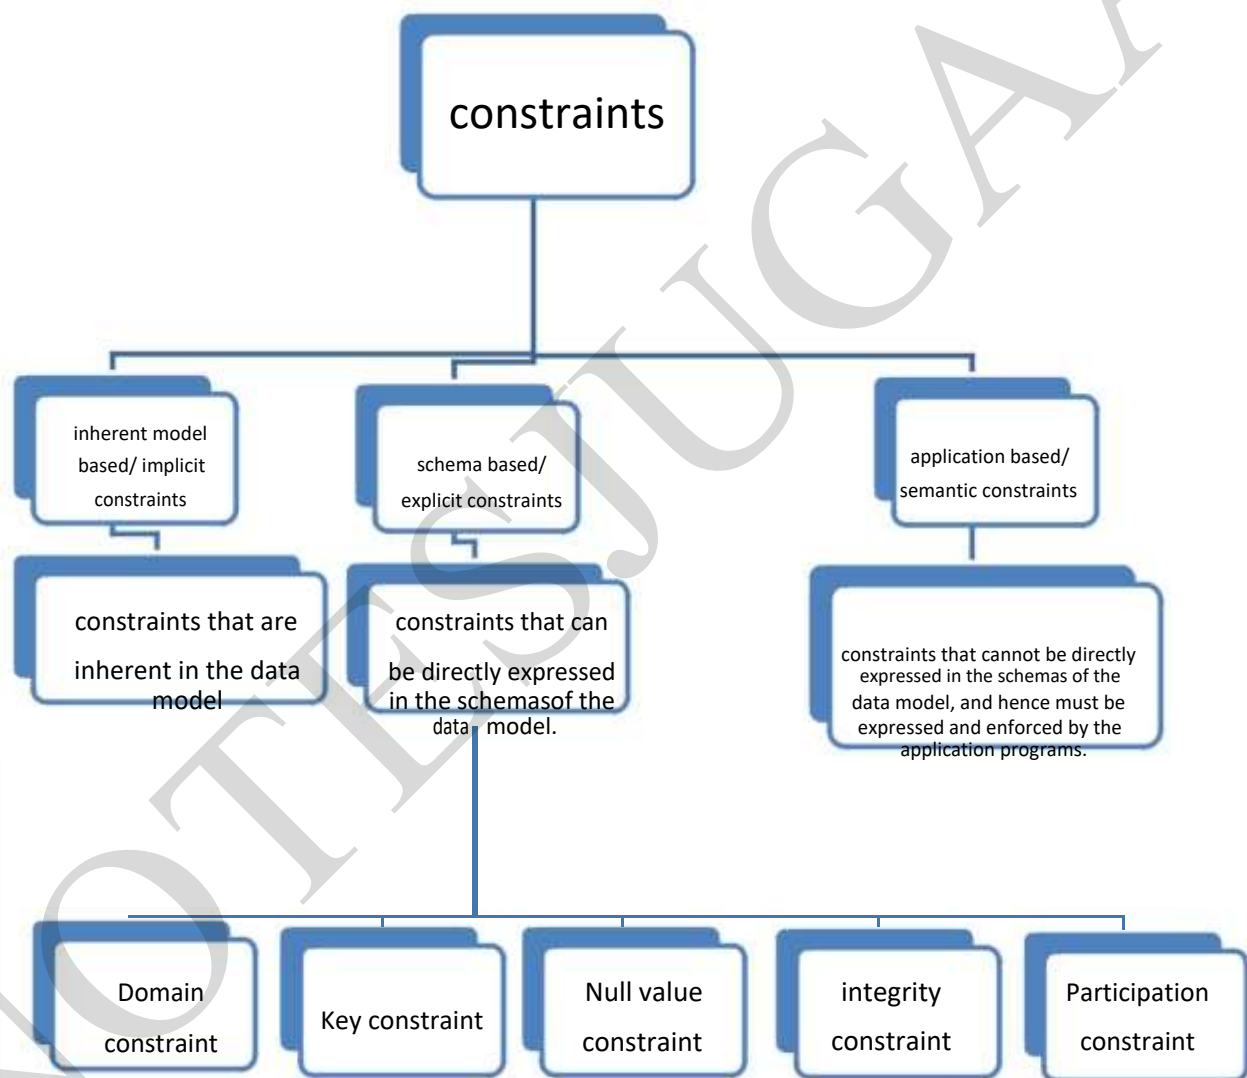 constraints
inherent model
based/ implicit
constraints
schema based/
explicit constraints
application based/
semantic constraints
constraints that are
inherent in the data
model
constraints that can
be directly expressed
in the schemasof the
data model.
constraints that cannot be directly
expressed in the schemas of the
data model, and hence must be
expressed and enforced by the
application programs.
Domain
constraint
Key constraint
Null value
constraint
integrity
constraint
Participation
constraint
NOTESJUGAA